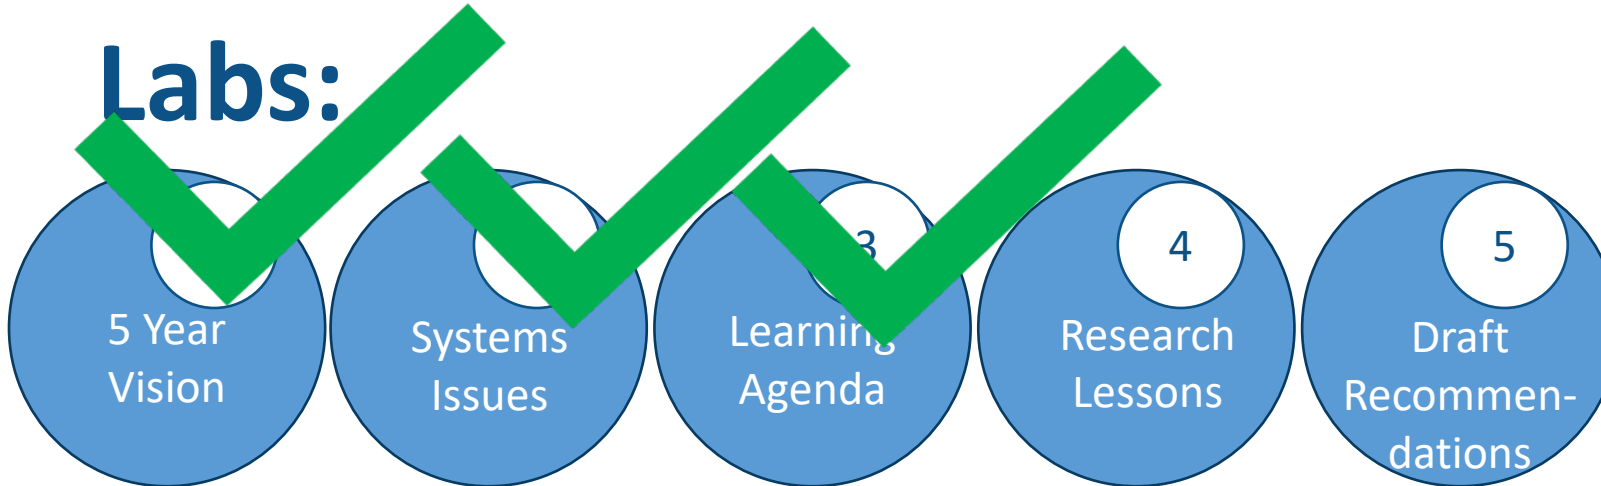 Labs:
3
4
5
5 Year
Vision
Systems
Issues
Learning
Agenda
Research
Lessons
Draft
Recommen-
dations